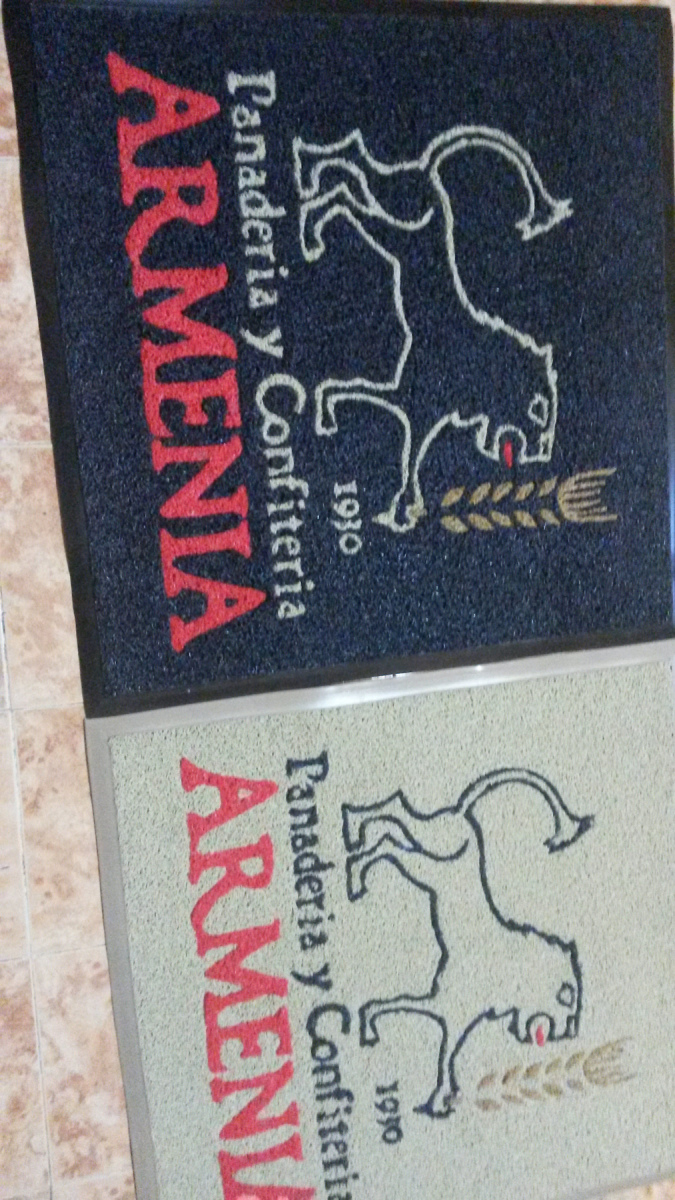 1930
Panaderia y Confiteria
ARMENIA
1930
Panaderia y Confiteria
ARMENIA